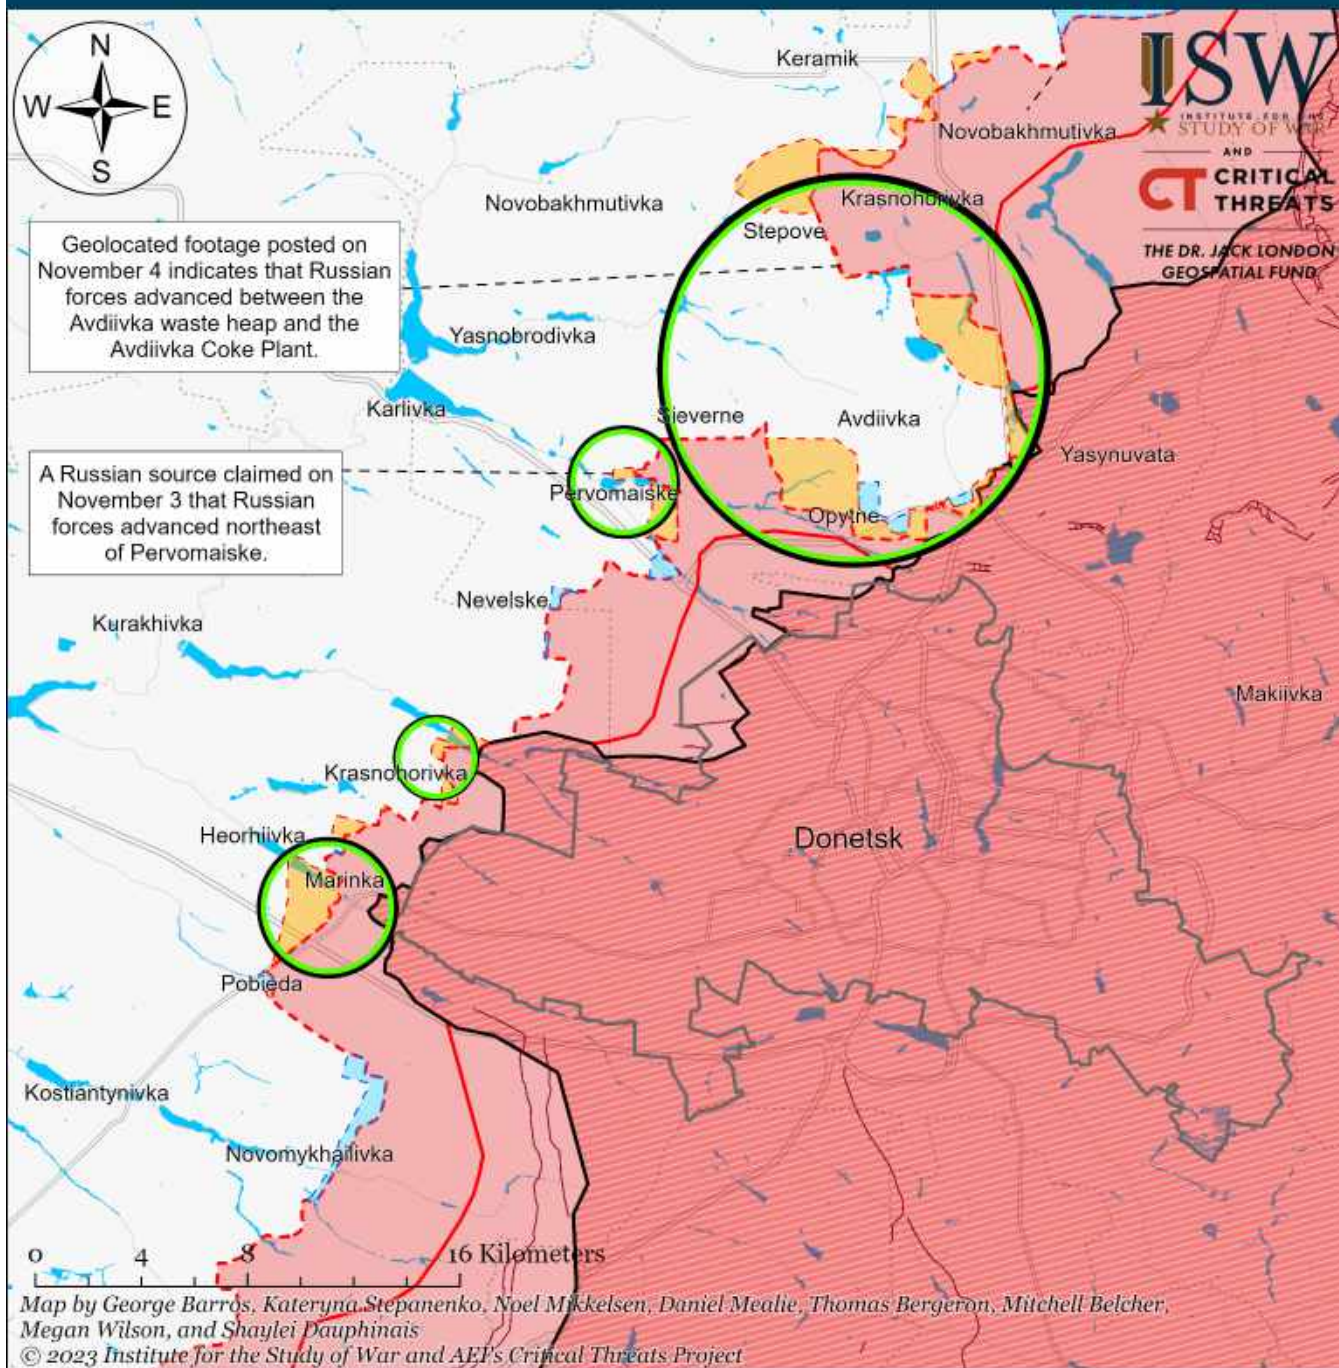 N
W E
S
ISW
INSTITUTE FOR THE
STUDY OF WAR
AND
CT CRITICAL
THREATS
THE DR. JACK LONDON
GEOSPATIAL FUND
Keramik
Novobakhmutivka
Novobakhmutivka
Krasnohorivka
Stepove
Geolocated footage posted on
November 4 indicates that Russian
forces advanced between the
Avdiivka waste heap and the
Avdiivka Coke Plant.
Yasnobrodivka
Karlivka
Sieverne
Avdiivka
Yasynuvata
A Russian source claimed on
November 3 that Russian
forces advanced northeast
of Pervomaiske.
Pervomaiske
Opytne
Nevelske
Kurakhivka
Makiivka
Krasnohorivka
Heorhiivka
Donetsk
Marinka
Pobieda
Kostiantynivka
Novomykhailivka
0 4 8 16 Kilometers
Map by George Barros, Kateryna Stepanenko, Noel Mikkelsen, Daniel Mealie, Thomas Bergeron, Mitchell Belcher,
Megan Wilson, and Shaylei Dauphinais
© 2023 Institute for the Study of War and AEI's Critical Threats Project